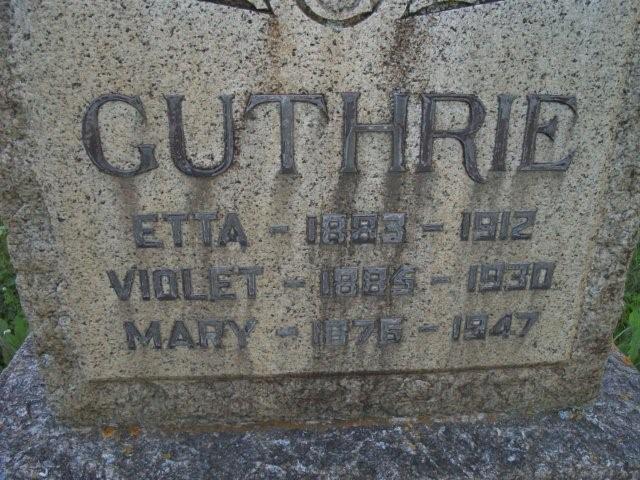 GUTHRIE
ETTA - 1883 - 1912
VIOLET - 1885 - 1930
MARY - 1876 - 1947